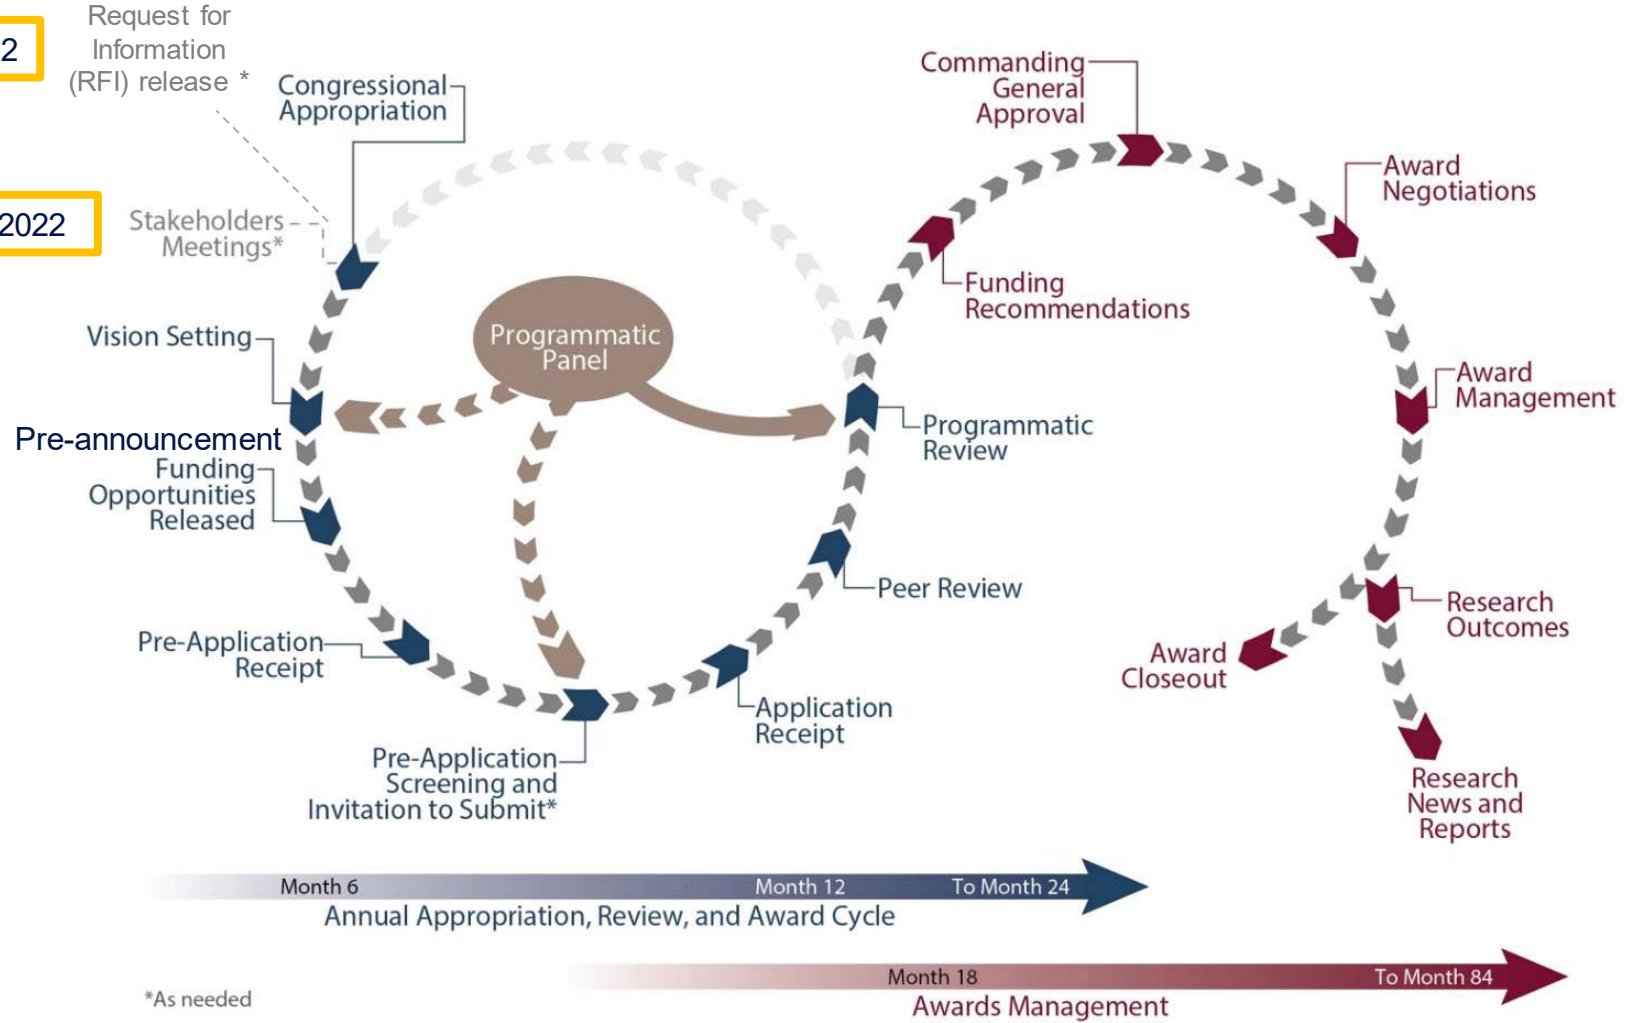 2
Request for
Information
(RFI) release *
Congressional
Appropriation
2022
Stakeholders
Meetings*
Vision Setting
Pre-announcement
Funding
Opportunities
Released
Pre-Application
Receipt
Pre-Application
Screening and
Invitation to Submit*
Application
Receipt
Peer Review
Programmatic
Review
Programmatic
Panel
Funding
Recommendations
Commanding
General
Approval
Award
Negotiations
Award
Management
Research
Outcomes
Award
Closeout
Research
News and
Reports
Month 6
Month 12
To Month 24
Annual Appropriation, Review, and Award Cycle
Month 18
To Month 84
Awards Management
*As needed